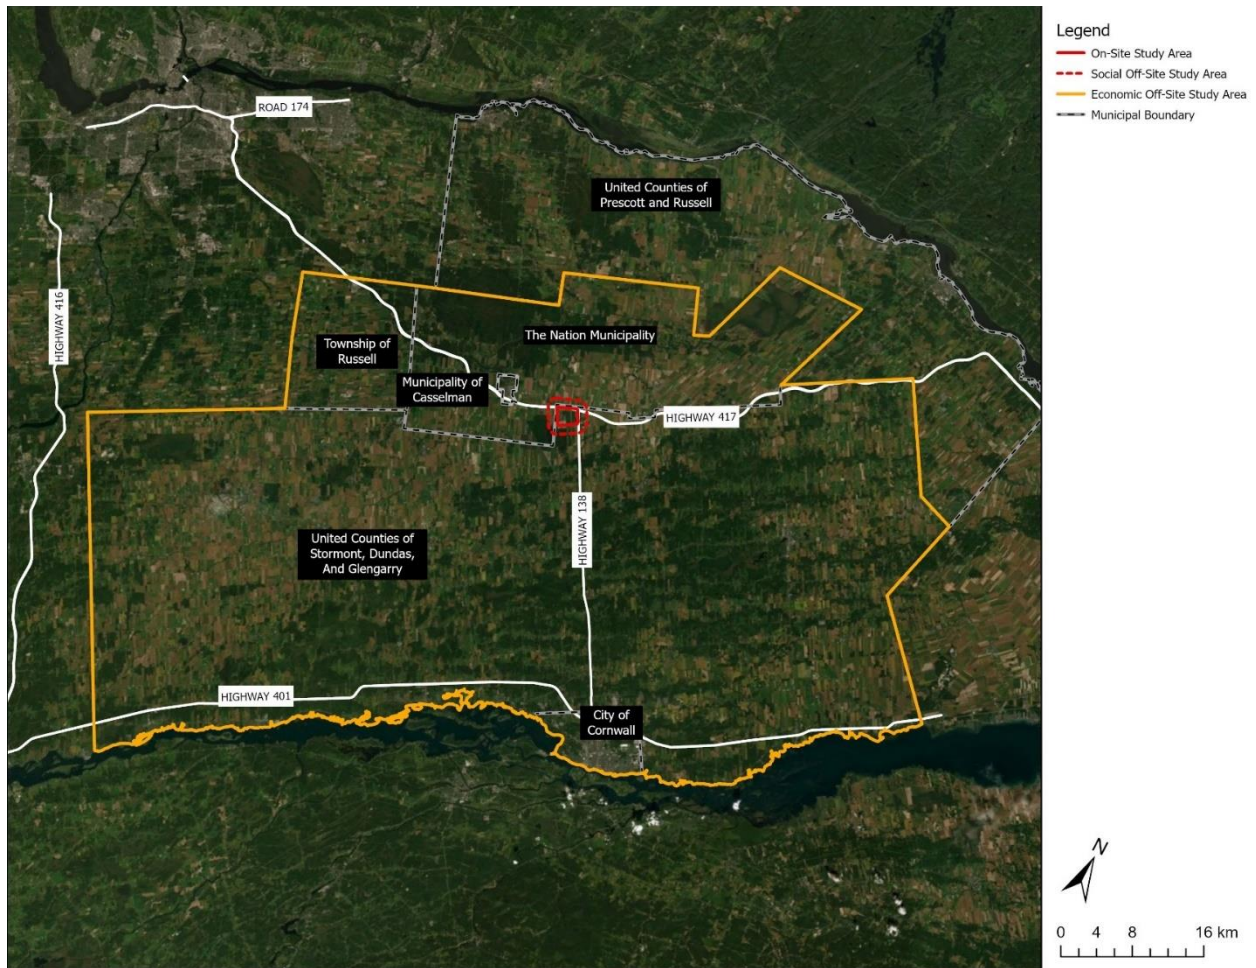 Legend
On-Site Study Area
Social Off-Site Study Area
Economic Off-Site Study Area
Municipal Boundary
ROAD 174
United Counties of
Prescott and Russell
HIGHWAY 416
The Nation Municipality
Township of
Russell
Municipality of
Casselman
HIGHWAY 417
HIGHWAY 138
United Counties of
Stormont, Dundas,
And Glengarry
HIGHWAY 401
City of
Cornwall
N
0 4 8 16 km